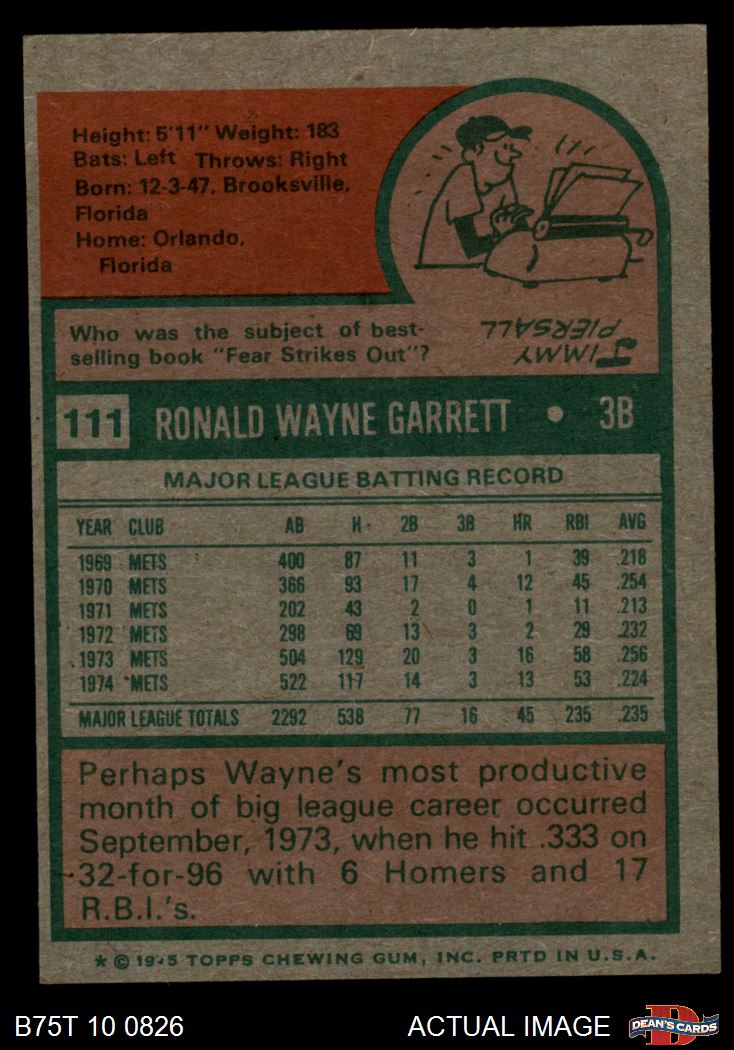 Height: 5'11" Weight: 183
Bats: Left Throws: Right
Born: 12-3-47, Brooksville,
Florida
Home: Orlando,
Florida
JIMMY
PIERSALL
Who was the subject of best-
selling book "Fear Strikes Out"?
111 RONALD WAYNE GARRETT • 3B
MAJOR LEAGUE BATTING RECORD
YEAR CLUB AB H 2B 3B HR RBI AVG
1969 METS 400 87 11 3 1 39 .218
1970 METS 366 93 17 4 12 45 .254
1971 METS 202 43 2 0 1 11 .213
1972 METS 298 69 13 3 2 29 .232
1973 METS 504 129 20 3 16 58 .256
1974 METS 522 117 14 3 13 53 .224
MAJOR LEAGUE TOTALS 2292 538 77 16 45 235 .235
Perhaps Wayne's most productive
month of big league career occurred
September, 1973, when he hit .333 on
32-for-96 with 6 Homers and 17
R.B.I.'s.
* © 1975 TOPPS CHEWING GUM, INC. PRTD IN U.S.A.
B75T 10 0826 ACTUAL IMAGE DEAN'S CARDS